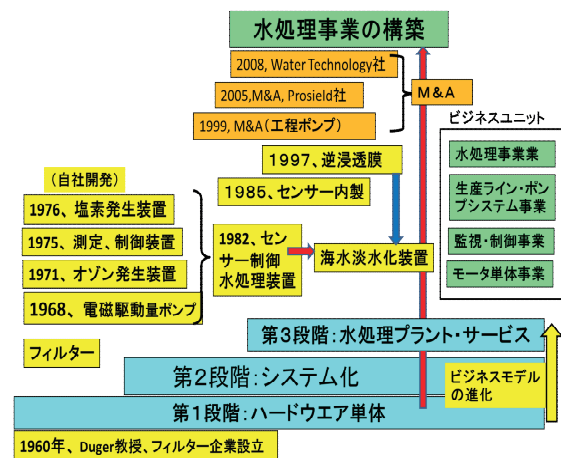 水処理事業の構築
2008, Water Technology社
2005,M&A, Prosield社
1999, M&A(工程ポンプ)
M&A
1997、逆浸透膜
1985、センサー内製
(自社開発)
1976、塩素発生装置
1975、測定、制御装置
1971、オゾン発生装置
1968、電磁駆動量ポンプ
フィルター
1982、セン
サー制御
水処理装置
海水淡水化装置
ビジネスユニット
水処理事業業
生産ライン・ポン
プシステム事業
監視・制御事業
モータ単体事業
第3段階：水処理プラント・サービス
第2段階：システム化
第1段階：ハードウエア単体
ビジネスモデル
の進化
1960年、Duger教授、フィルター企業設立